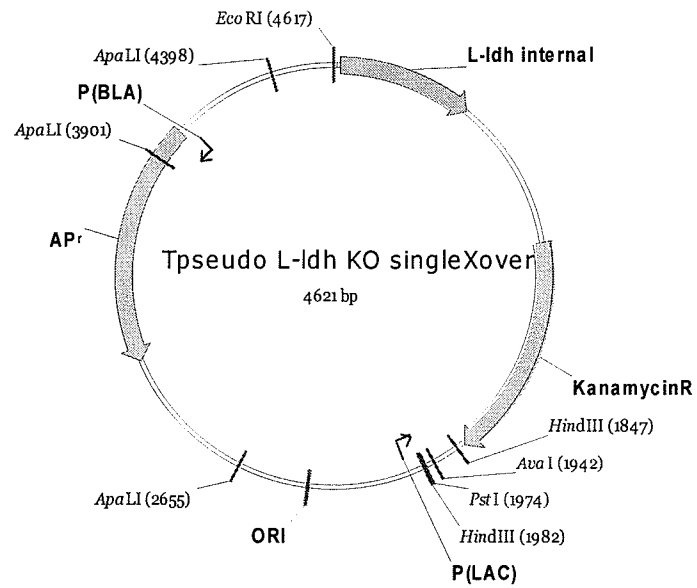 EcoRI (4617)
L-ldh internal
ApaLI (4398)
P(BLA)
ApaLI (3901)
APr
Tpseudo L-ldh KO singleXover
4621 bp
KanamycinR
HindIII (1847)
AvaI (1942)
PstI (1974)
HindIII (1982)
P(LAC)
ORI
ApaLI (2655)